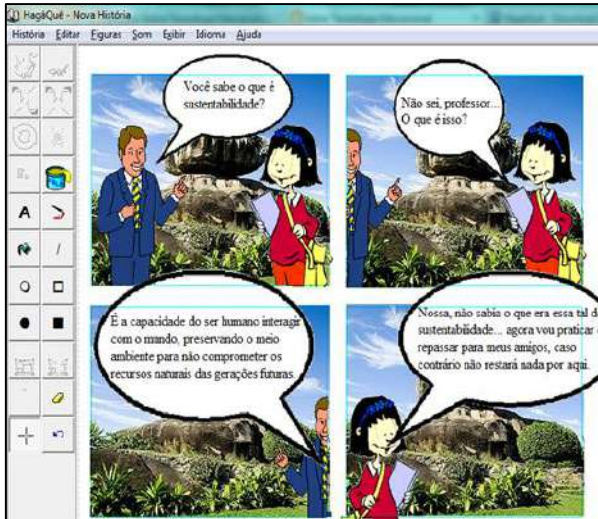 HagáQuê - Nova História
História Editar Figuras Som Exibir Idioma Ajuda
Você sabe o que é
sustentabilidade?
Não sei, professor...
O que é isso?
É a capacidade do ser humano interagir
com o mundo, preservando o meio
ambiente para não comprometer os
recursos naturais das gerações futuras.
Nossa, não sabia o que era essa tal de
sustentabilidade... agora vou praticar e
repassar para meus amigos, caso
contrário não restará nada por aqui.
A